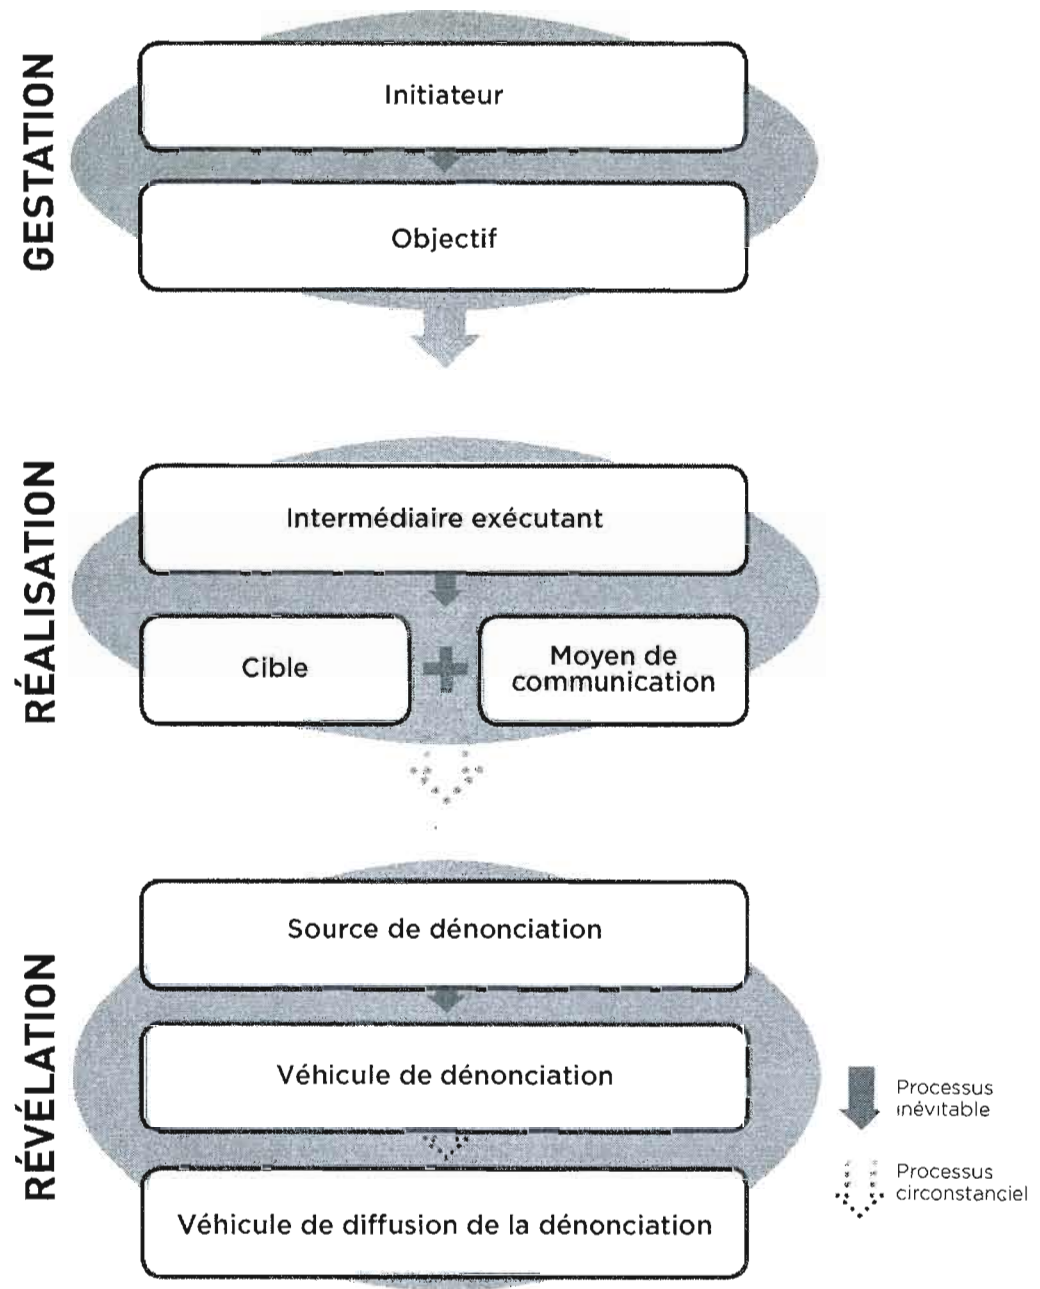 GESTATION
Initiateur
Objectif
RÉALISATION
Intermédiaire exécutant
Cible
Moyen de
communication
RÉVÉLATION
Source de dénonciation
Véhicule de dénonciation
Véhicule de diffusion de la dénonciation
Processus
inévitable
Processus
circonstanciel